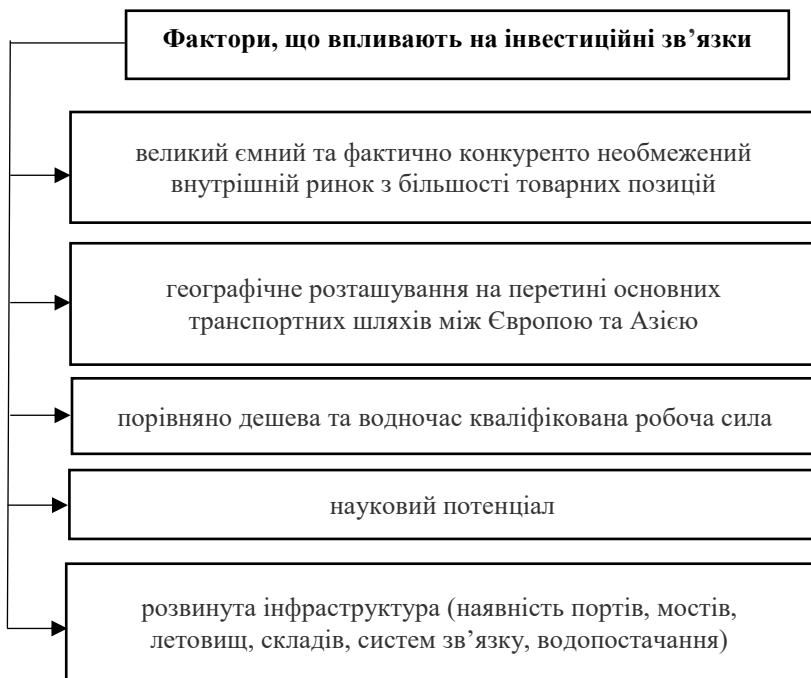 Фактори, що впливають на інвестиційні зв’язки
великий ємний та фактично конкуренто необмежений
внутрішній ринок з більшості товарних позицій
географічне розташування на перетині основних
транспортних шляхів між Європою та Азією
порівняно дешева та водночас кваліфікована робоча сила
науковий потенціал
розвинута інфраструктура (наявність портів, мостів,
летовищ, складів, систем зв’язку, водопостачання)